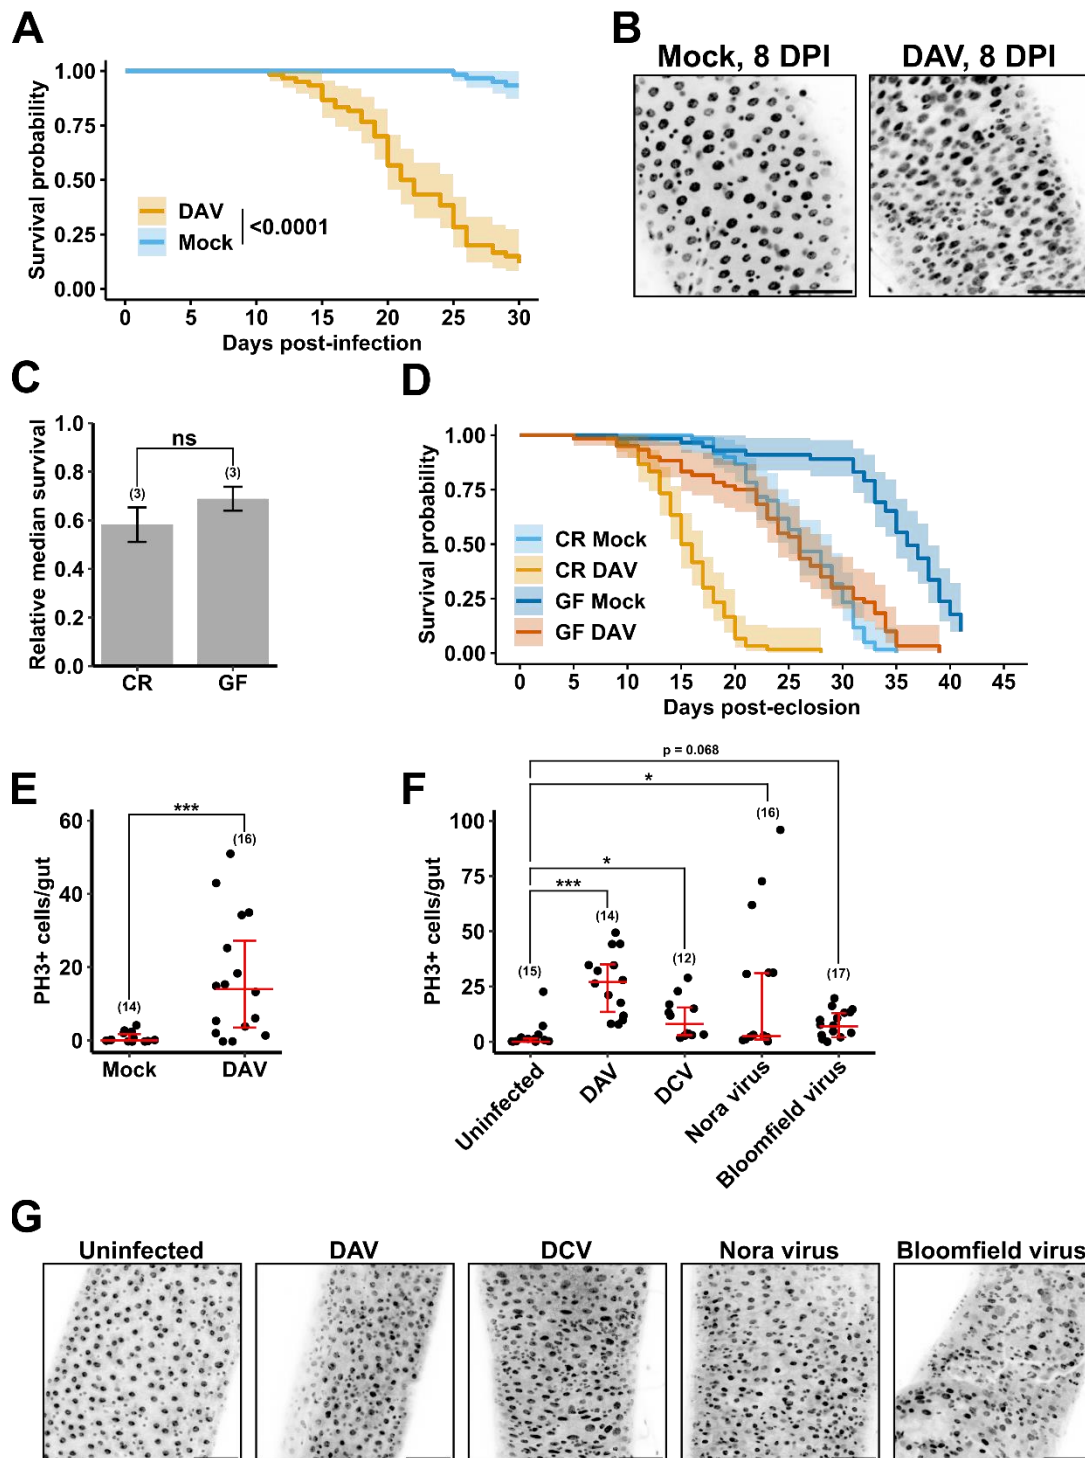 A
1.00
0.75
0.50
0.25
0.00
Survival probability
DAV
Mock
<0.0001
0 5 10 15 20 25 30
Days post-infection
B
Mock, 8 DPI
DAV, 8 DPI
C
1.0
0.8
0.6
0.4
0.2
0.0
Relative median survival
ns
(3)
(3)
CR GF
D
1.00
0.75
0.50
0.25
0.00
Survival probability
CR Mock
CR DAV
GF Mock
GF DAV
0 5 10 15 20 25 30 35 40 45
Days post-eclosion
E
60
40
20
0
PH3+ cells/gut
***
(16)
(14)
Mock DAV
F
100
75
50
25
0
PH3+ cells/gut
p = 0.068
*
(16)
*
***
(14)
(12)
(15)
(17)
Uninfected
DAV
DCV
Nora virus
Bloomfield virus
G
Uninfected
DAV
DCV
Nora virus
Bloomfield virus